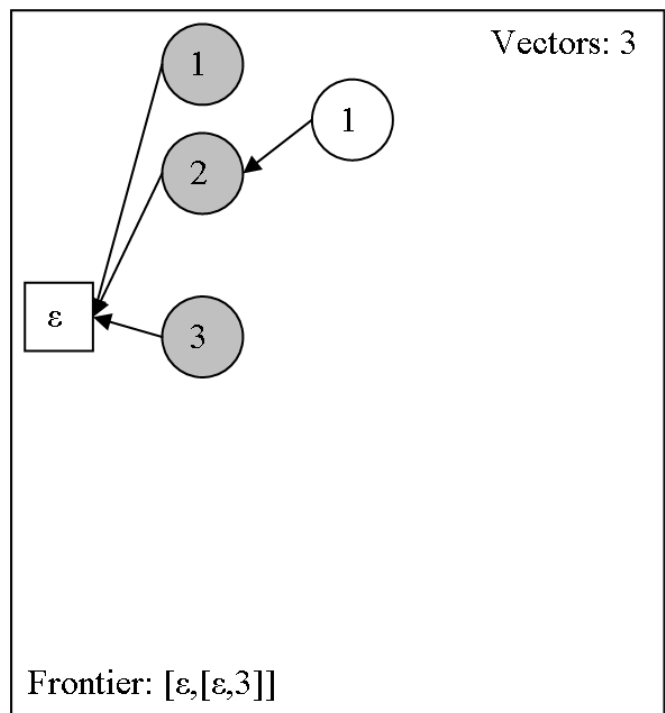 Vectors: 3
1
1
2
ε
3
Frontier: [ε,[ε,3]]